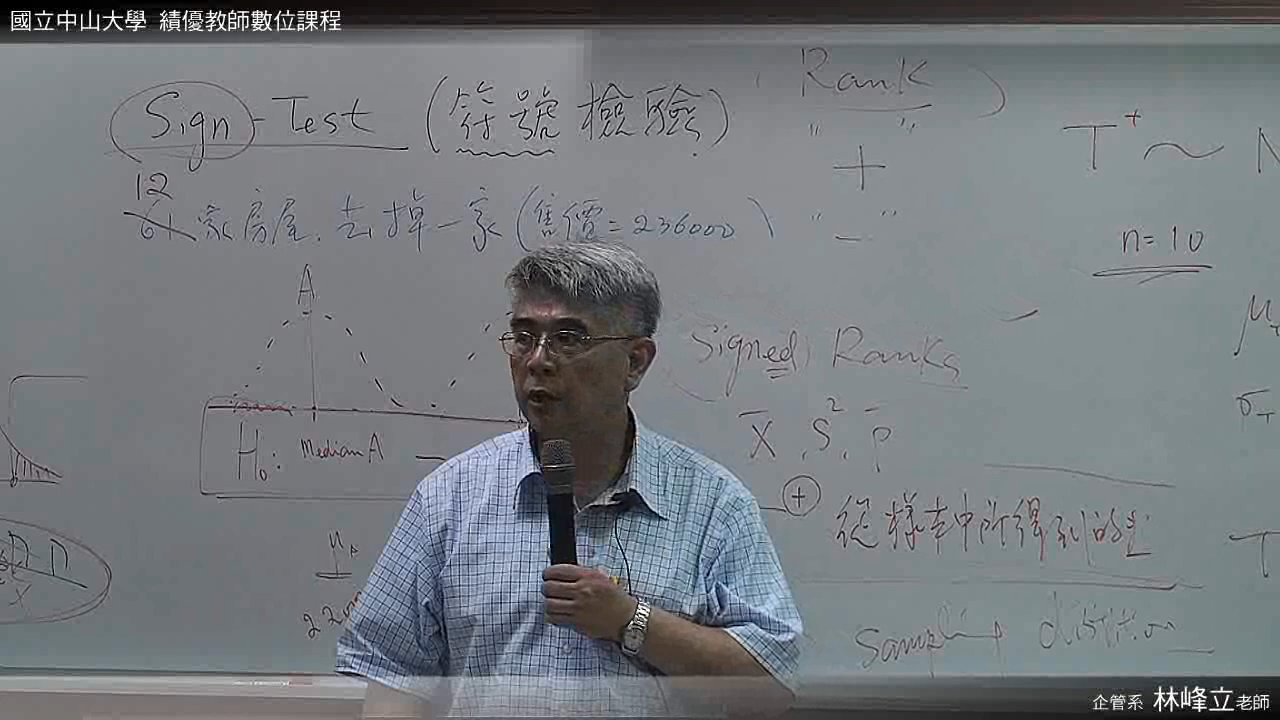 國立中山大學 績優教師數位課程
Sign-Test (符號檢驗)
Rank
" "
+
" "
−
12
家房屋,去掉一家(售價=236000)
T⁺ ~ N
n=10
A
Signed Ranks
H₀: Median A −
X̄, S², p̄
⊕ 從樣本中所得到的
μ_A
σ_T
T
Sampling distribution
企管系 林峰立老師